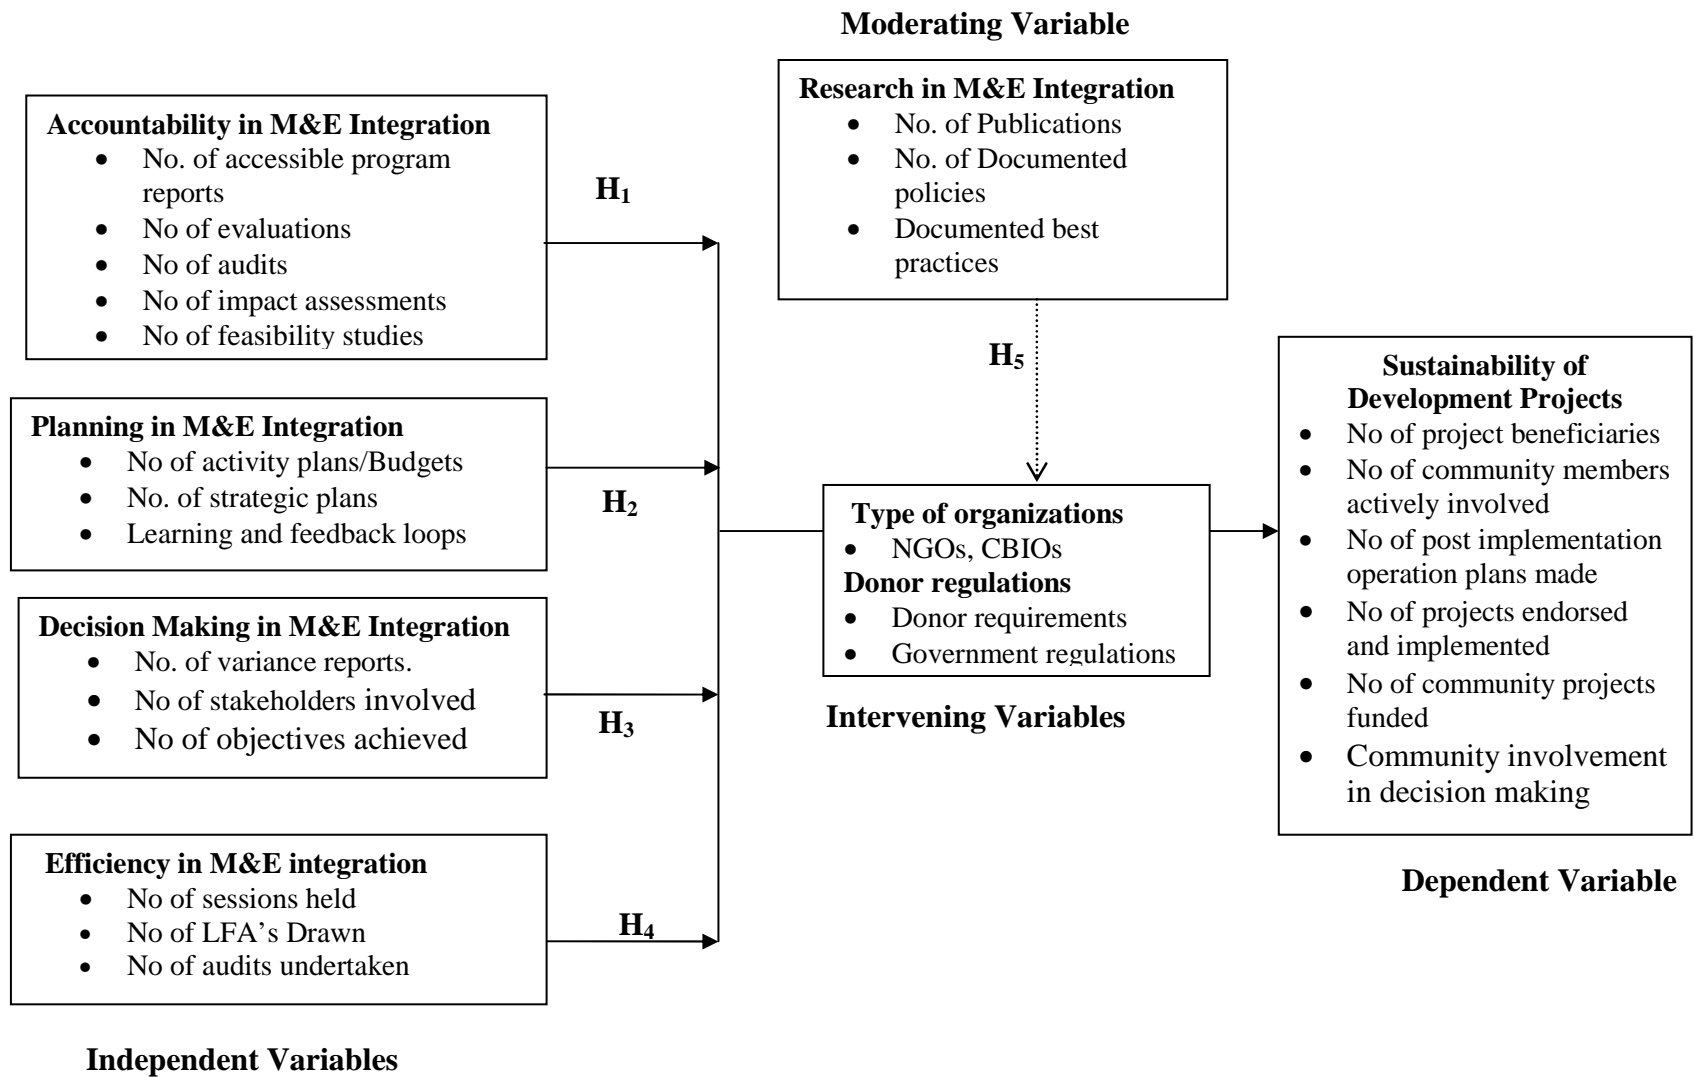 Moderating Variable
Research in M&E Integration
• No. of Publications
• No. of Documented
policies
• Documented best
practices
Accountability in M&E Integration
• No. of accessible program
reports
• No of evaluations
• No of audits
• No of impact assessments
• No of feasibility studies
H1
Planning in M&E Integration
• No of activity plans/Budgets
• No. of strategic plans
• Learning and feedback loops
H2
Decision Making in M&E Integration
• No. of variance reports.
• No of stakeholders involved
• No of objectives achieved
H3
Efficiency in M&E integration
• No of sessions held
• No of LFA’s Drawn
• No of audits undertaken
H4
Independent Variables
H5
Type of organizations
• NGOs, CBIOs
Donor regulations
• Donor requirements
• Government regulations
Intervening Variables
Sustainability of
Development Projects
• No of project beneficiaries
• No of community members
actively involved
• No of post implementation
operation plans made
• No of projects endorsed
and implemented
• No of community projects
funded
• Community involvement
in decision making
Dependent Variable